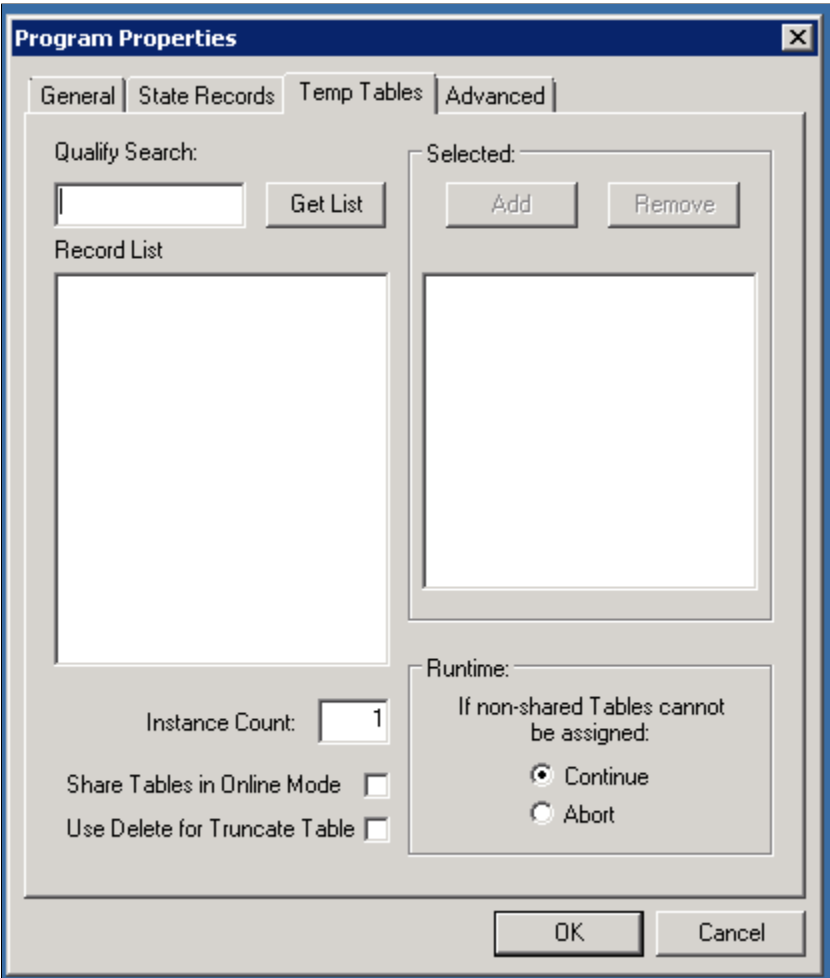 Program Properties
General State Records Temp Tables Advanced
Qualify Search:
Get List
Record List
Selected:
Add Remove
Instance Count: 1
Share Tables in Online Mode
Use Delete for Truncate Table
Runtime:
If non-shared Tables cannot
be assigned:
Continue
Abort
OK Cancel